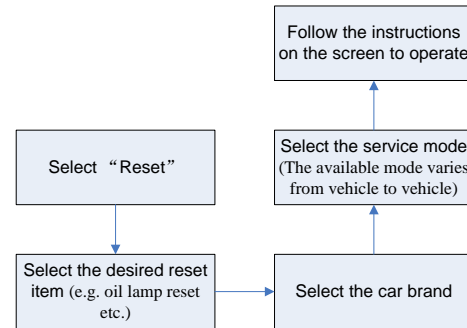 Follow the instructions
on the screen to operate
Select the service mode
(The available mode varies
from vehicle to vehicle)
Select “Reset”
Select the desired reset
item (e.g. oil lamp reset
etc.)
Select the car brand